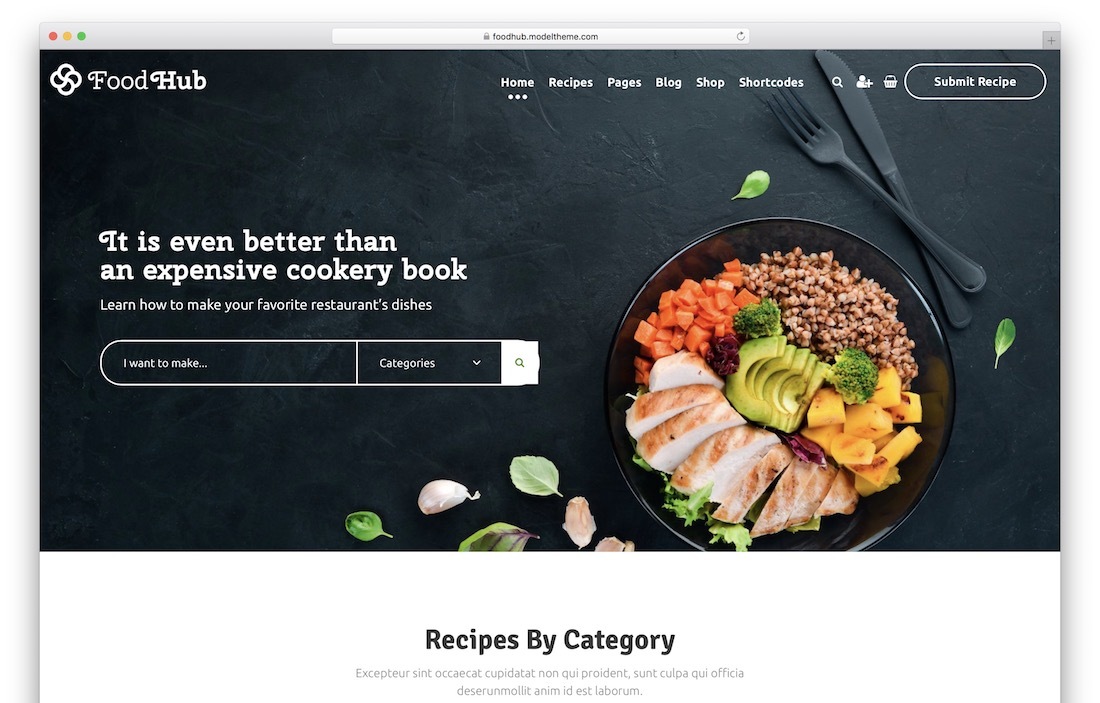 foodhub.modeltheme.com
FoodHub
Home Recipes Pages Blog Shop Shortcodes Submit Recipe
It is even better than
an expensive cookery book
Learn how to make your favorite restaurant's dishes
I want to make... Categories
Recipes By Category
Excepteur sint occaecat cupidatat non qui proident, sunt culpa qui officia
deserunmollit anim id est laborum.